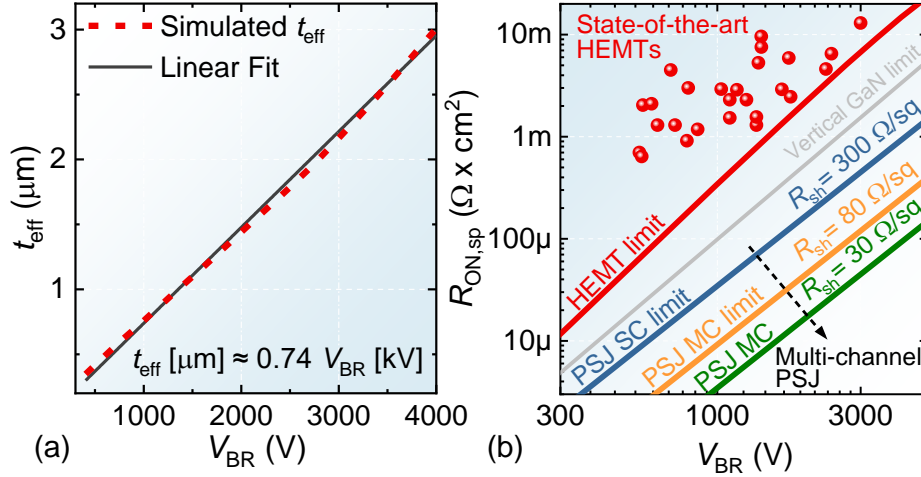 Simulated t_eff
Linear Fit
3
2
1
t_eff (μm)
t_eff [μm] ≈ 0.74 V_BR [kV]
1000
2000
3000
4000
V_BR (V)
(a)
State-of-the-art
HEMTs
10m
1m
100µ
10µ
R_ON,sp (Ω x cm²)
Vertical GaN limit
R_sh= 300 Ω/sq
R_sh= 80 Ω/sq
R_sh= 30 Ω/sq
HEMT limit
PSJ SC limit
PSJ MC limit
PSJ MC
Multi-channel
PSJ
300
1000
3000
V_BR (V)
(b)